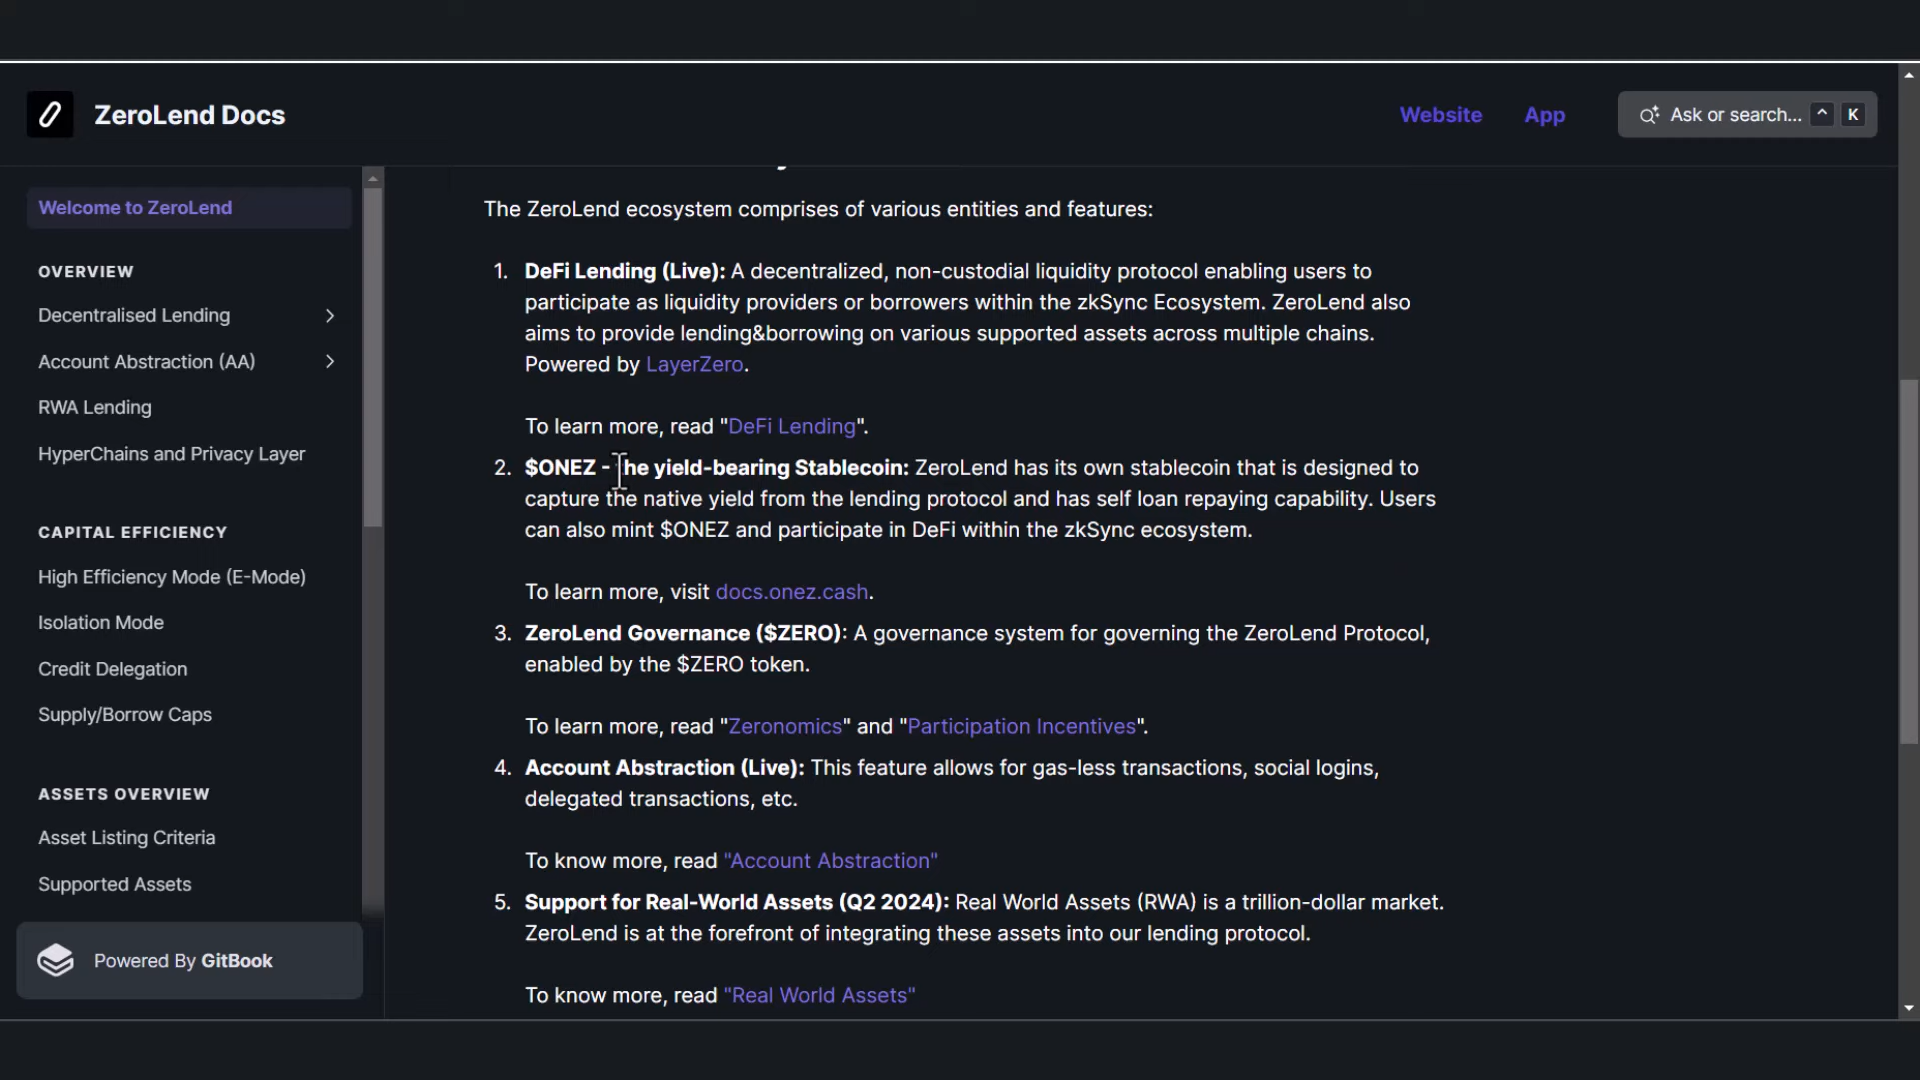 ZeroLend Docs
Website
App
Ask or search... ^ K
Welcome to ZeroLend
OVERVIEW
Decentralised Lending
Account Abstraction (AA)
RWA Lending
HyperChains and Privacy Layer
CAPITAL EFFICIENCY
High Efficiency Mode (E-Mode)
Isolation Mode
Credit Delegation
Supply/Borrow Caps
ASSETS OVERVIEW
Asset Listing Criteria
Supported Assets
Powered By GitBook
The ZeroLend ecosystem comprises of various entities and features:
1. DeFi Lending (Live): A decentralized, non-custodial liquidity protocol enabling users to
participate as liquidity providers or borrowers within the zkSync Ecosystem. ZeroLend also
aims to provide lending&borrowing on various supported assets across multiple chains.
Powered by LayerZero.
To learn more, read "DeFi Lending".
2. $ONEZ - the yield-bearing Stablecoin: ZeroLend has its own stablecoin that is designed to
capture the native yield from the lending protocol and has self loan repaying capability. Users
can also mint $ONEZ and participate in DeFi within the zkSync ecosystem.
To learn more, visit docs.onez.cash.
3. ZeroLend Governance ($ZERO): A governance system for governing the ZeroLend Protocol,
enabled by the $ZERO token.
To learn more, read "Zeronomics" and "Participation Incentives".
4. Account Abstraction (Live): This feature allows for gas-less transactions, social logins,
delegated transactions, etc.
To know more, read "Account Abstraction"
5. Support for Real-World Assets (Q2 2024): Real World Assets (RWA) is a trillion-dollar market.
ZeroLend is at the forefront of integrating these assets into our lending protocol.
To know more, read "Real World Assets"